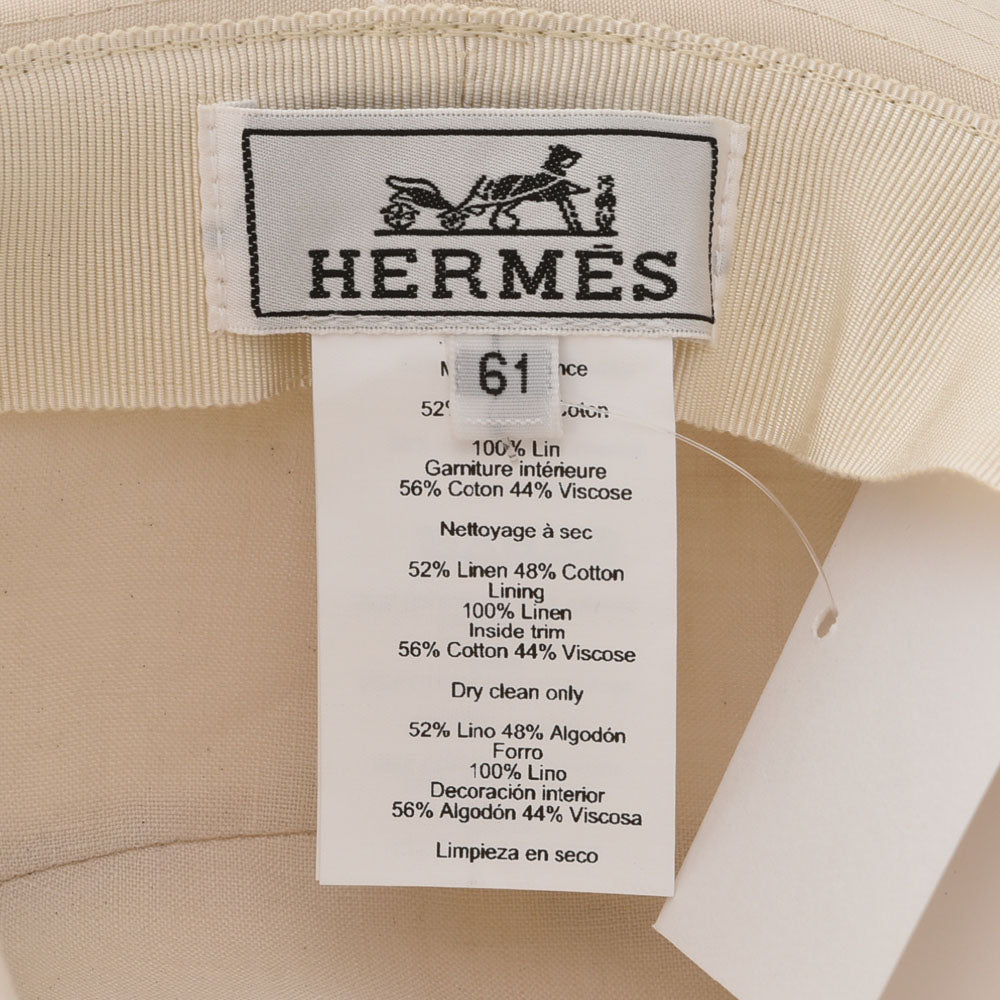 HERMĒS
61
52%
100% Lin
Garniture intérieure
56% Coton 44% Viscose
Nettoyage à sec
52% Linen 48% Cotton
Lining
100% Linen
Inside trim
56% Cotton 44% Viscose
Dry clean only
52% Lino 48% Algodón
Forro
100% Lino
Decoración interior
56% Algodón 44% Viscosa
Limpieza en seco